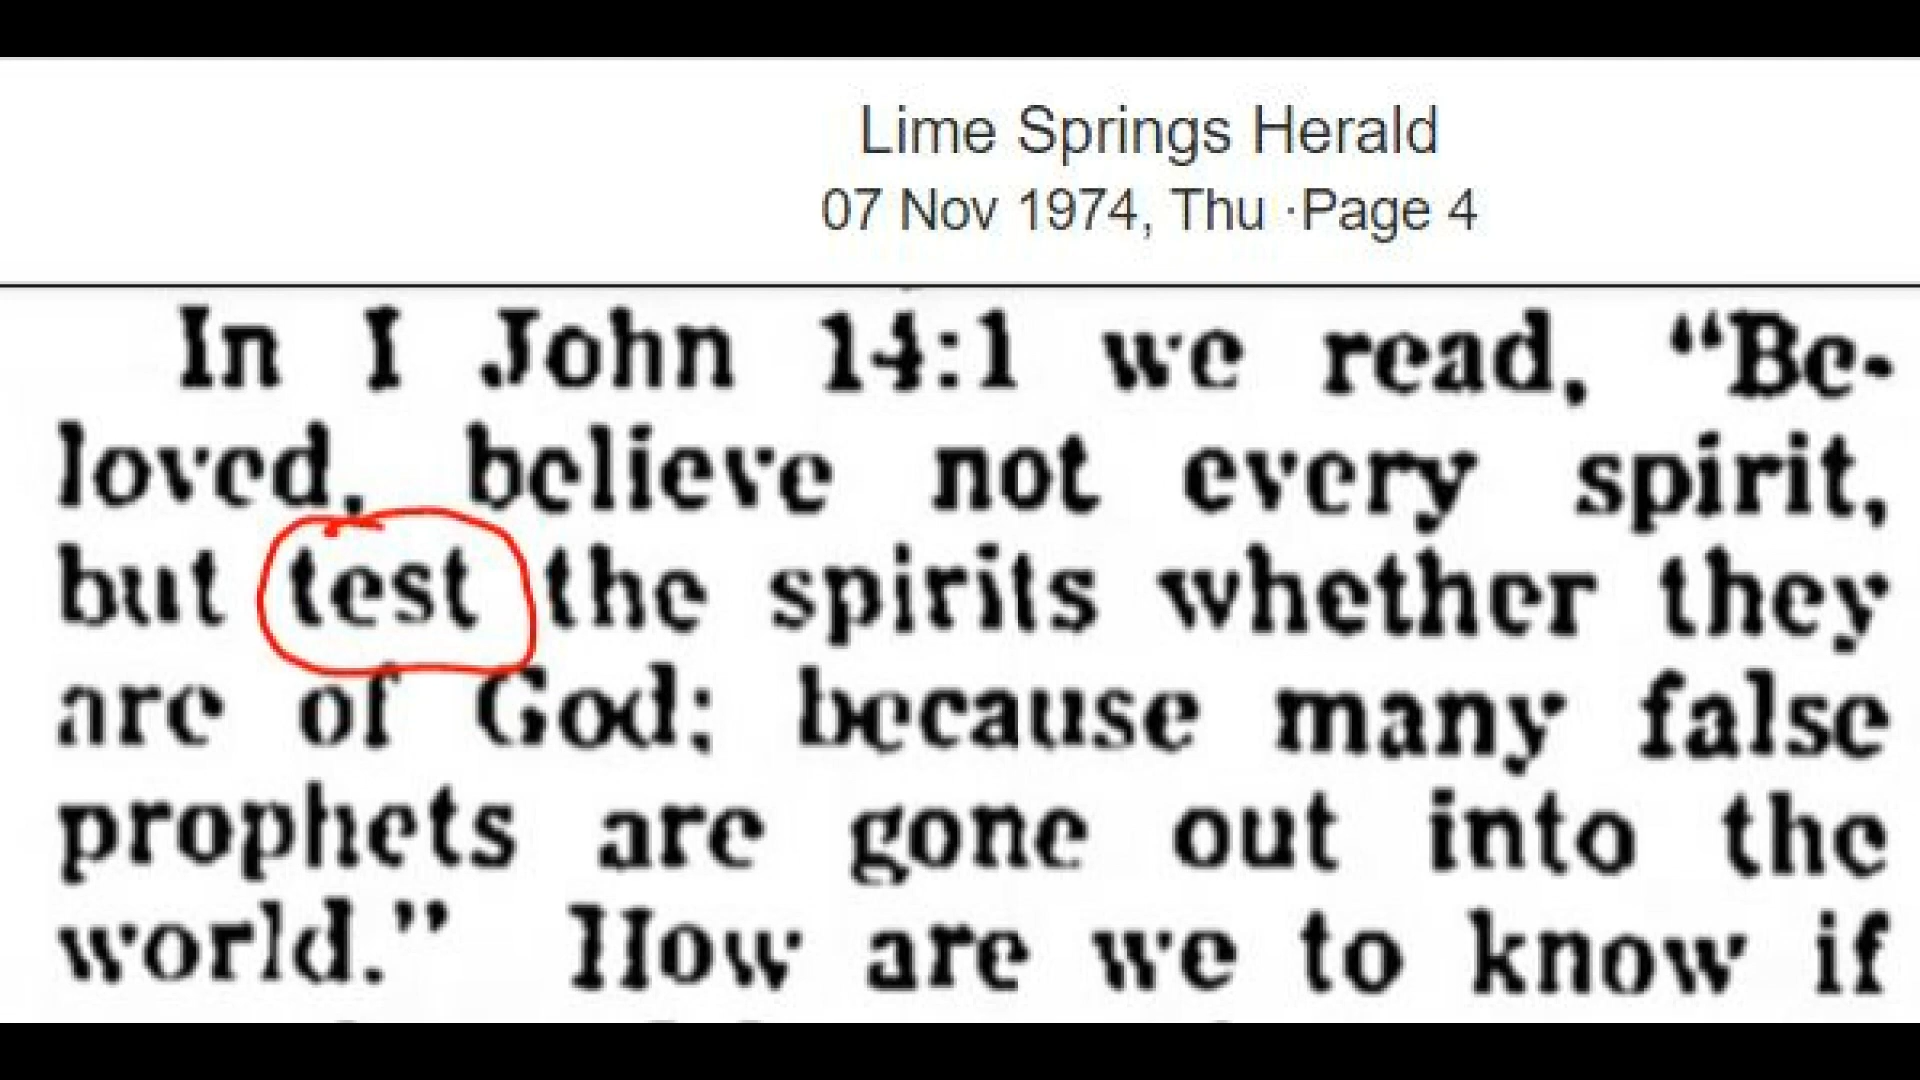 Lime Springs Herald
07 Nov 1974, Thu ·Page 4
In I John 14:1 we read, “Be-
loved, believe not every spirit,
but test the spirits whether they
are of God; because many false
prophets are gone out into the
world.” How are we to know if